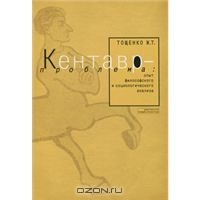 ТОЩЕНКО Ж.Т.
Кентавр-
проблема:
опыт
философского
и социологического
анализа
OZON.RU